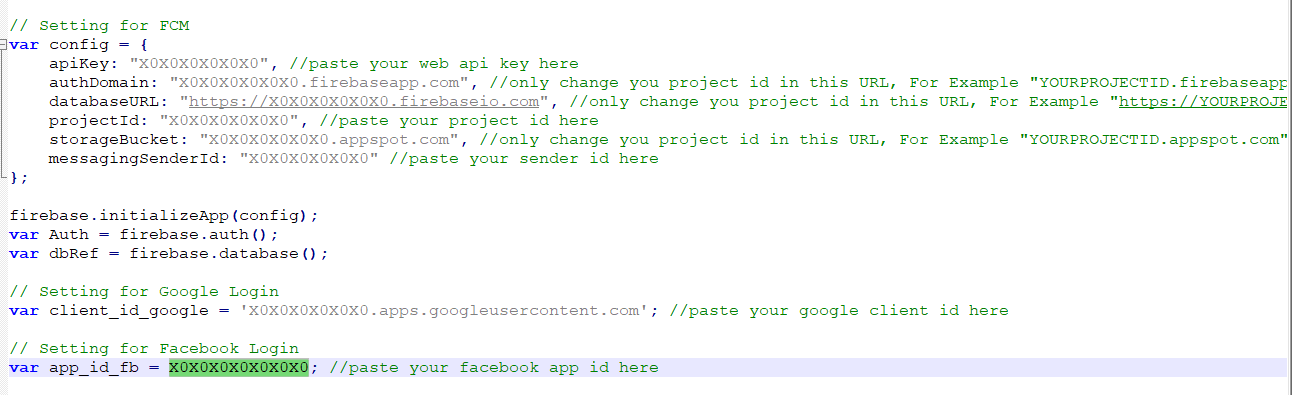 // Setting for FCM
var config = {
apiKey: "X0X0X0X0X0X0", //paste your web api key here
authDomain: "X0X0X0X0X0X0.firebaseapp.com", //only change you project id in this URL, For Example "YOURPROJECTID.firebaseapp
databaseURL: "https://X0X0X0X0X0X0.firebaseio.com", //only change you project id in this URL, For Example "https://YOURPROJE
projectId: "X0X0X0X0X0X0", //paste your project id here
storageBucket: "X0X0X0X0X0X0.appspot.com", //only change you project id in this URL, For Example "YOURPROJECTID.appspot.com"
messagingSenderId: "X0X0X0X0X0X0" //paste your sender id here
};
firebase.initializeApp(config);
var Auth = firebase.auth();
var dbRef = firebase.database();
// Setting for Google Login
var client_id_google = 'X0X0X0X0X0X0.apps.googleusercontent.com'; //paste your google client id here
// Setting for Facebook Login
var app_id_fb = X0X0X0X0X0X0X0; //paste your facebook app id here